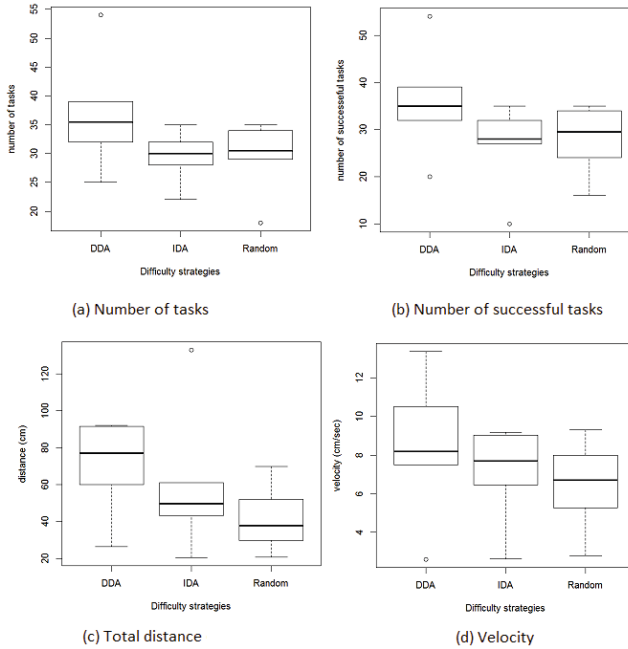 55
50
45
40
35
30
25
20
number of tasks
DDA
IDA
Random
Difficulty strategies
(a) Number of tasks
50
40
30
20
10
number of successeful tasks
DDA
IDA
Random
Difficulty strategies
(b) Number of successful tasks
120
100
80
60
40
20
distance (cm)
DDA
IDA
Random
Difficulty strategies
(c) Total distance
12
10
8
6
4
velocity (cm/sec)
DDA
IDA
Random
Difficulty strategies
(d) Velocity